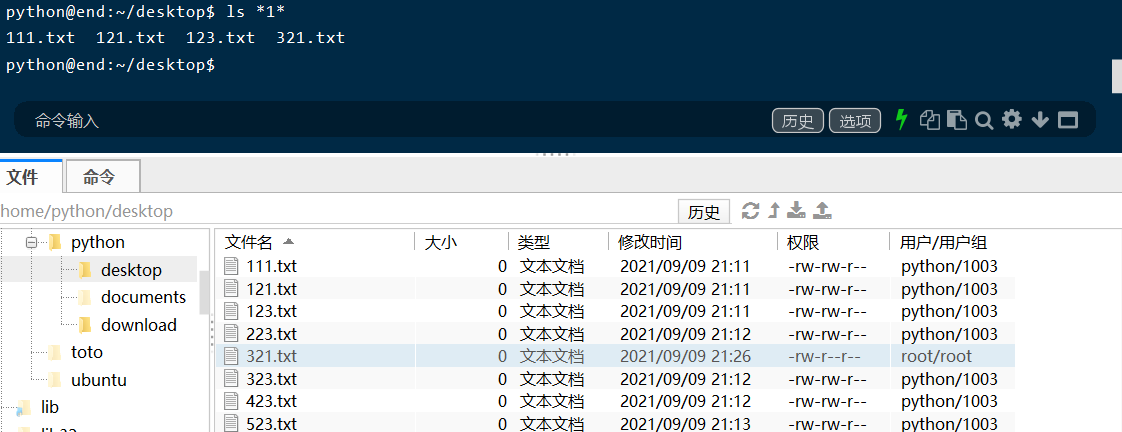 python@end:~/desktop$ ls *1*
111.txt  121.txt  123.txt  321.txt
python@end:~/desktop$
命令输入 历史 选项
文件 命令
home/python/desktop 历史
python
desktop
documents
download
toto
ubuntu
lib
文件名 大小 类型 修改时间 权限 用户/用户组
111.txt 0 文本文档 2021/09/09 21:11 -rw-rw-r-- python/1003
121.txt 0 文本文档 2021/09/09 21:11 -rw-rw-r-- python/1003
123.txt 0 文本文档 2021/09/09 21:11 -rw-rw-r-- python/1003
223.txt 0 文本文档 2021/09/09 21:12 -rw-rw-r-- python/1003
321.txt 0 文本文档 2021/09/09 21:26 -rw-r--r-- root/root
323.txt 0 文本文档 2021/09/09 21:12 -rw-rw-r-- python/1003
423.txt 0 文本文档 2021/09/09 21:12 -rw-rw-r-- python/1003
523.txt 0 文本文档 2021/09/09 21:13 -rw-rw-r-- python/1003